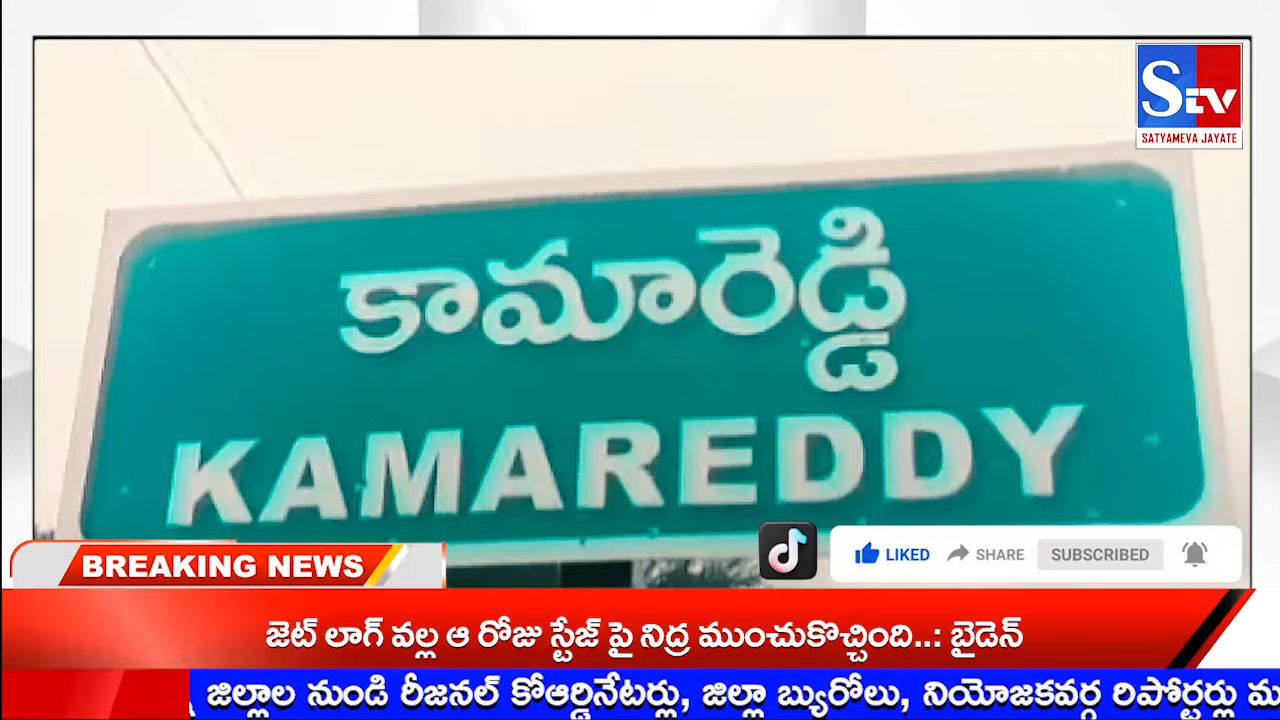 STV
SATYAMEVA JAYATE
కామారెడ్డి
KAMAREDDY
LIKED SHARE SUBSCRIBED
BREAKING NEWS
జెట్ లాగ్ వల్ల ఆ రోజు స్టేజ్ పై నిద్ర ముంచుకొచ్చింది..: బైడెన్
జిల్లాల నుండి రీజనల్ కోఆర్డినేటర్లు, జిల్లా బ్యురోలు, నియోజకవర్గ రిపోర్టర్లు